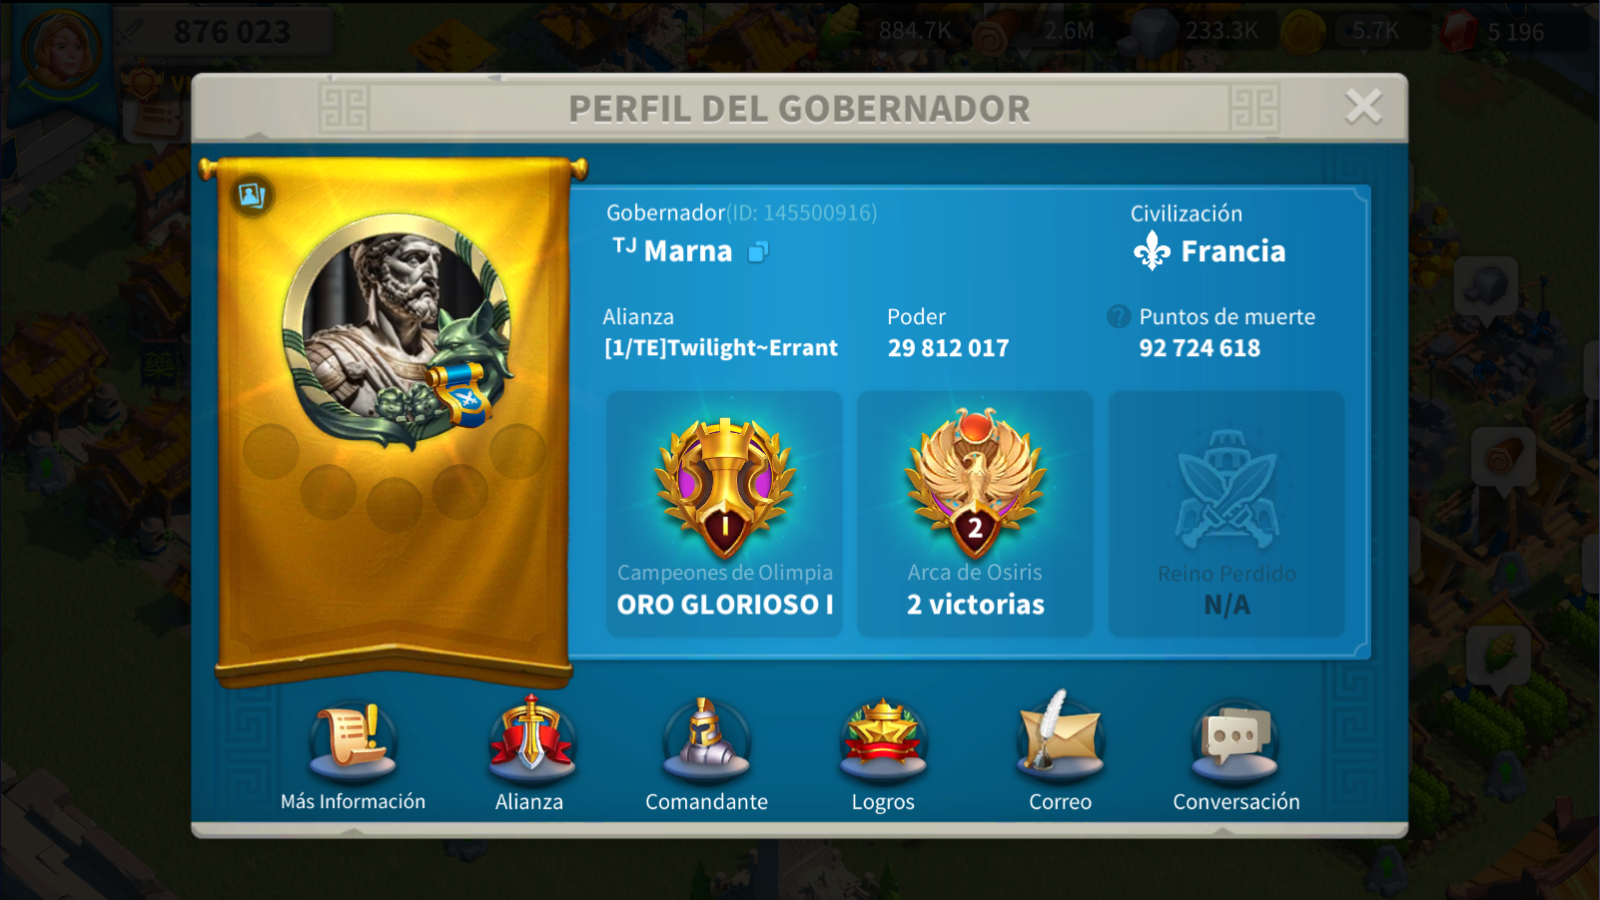 876 023
884.7K
2.6M
233.3K
5.7K
5 196
PERFIL DEL GOBERNADOR
Gobernador(ID: 145500916)
Civilización
ᵀᴶ Marna
Francia
Alianza
Poder
? Puntos de muerte
[1/TE]Twilight~Errant
29 812 017
92 724 618
I
2
Campeones de Olimpia
Arca de Osiris
Reino Perdido
ORO GLORIOSO I
2 victorias
N/A
Más Información
Alianza
Comandante
Logros
Correo
Conversación